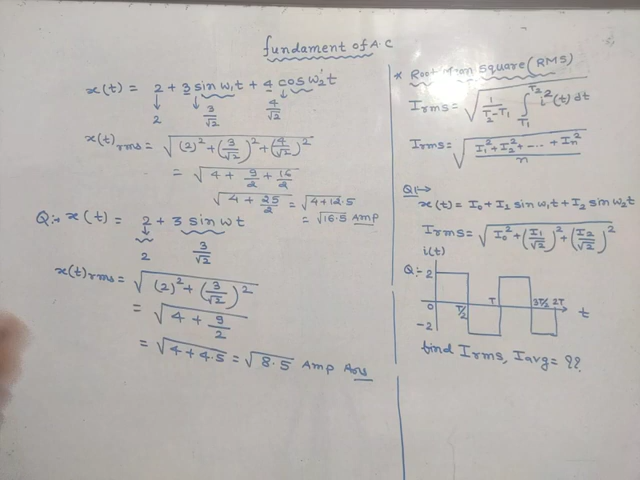 fundament of A.C
x(t) = 2 + 3 sin w₁t + 4 cos w₂t
2 3/√2 4/√2
x(t)rms = √((2)² + (3/√2)² + (4/√2)²)
= √(4 + 9/2 + 16/2)
√(4 + 25/2) = √(4+12.5)
= √16.5 Amp
Q:→ x(t) = 2 + 3 sin wt
2 3/√2
x(t)rms = √((2)² + (3/√2)²)
= √(4 + 9/2)
= √(4+4.5) = √8.5 Amp Ans
* Root Mean Square (RMS)
Irms = √(1/(T₂-T₁) ∫_{T₁}^{T₂} i²(t) dt)
Irms = √((I₁²+I₂²+-...+In²)/n)
Q1→
x(t) = I₀ + I₁ sin w₁t + I₂ sin w₂t
Irms = √(I₀² + (I₁/√2)² + (I₂/√2)²)
i(t)
Q:- 2
0 T/2 T 3T/2 2T t
-2
find Irms, Iavg = ??